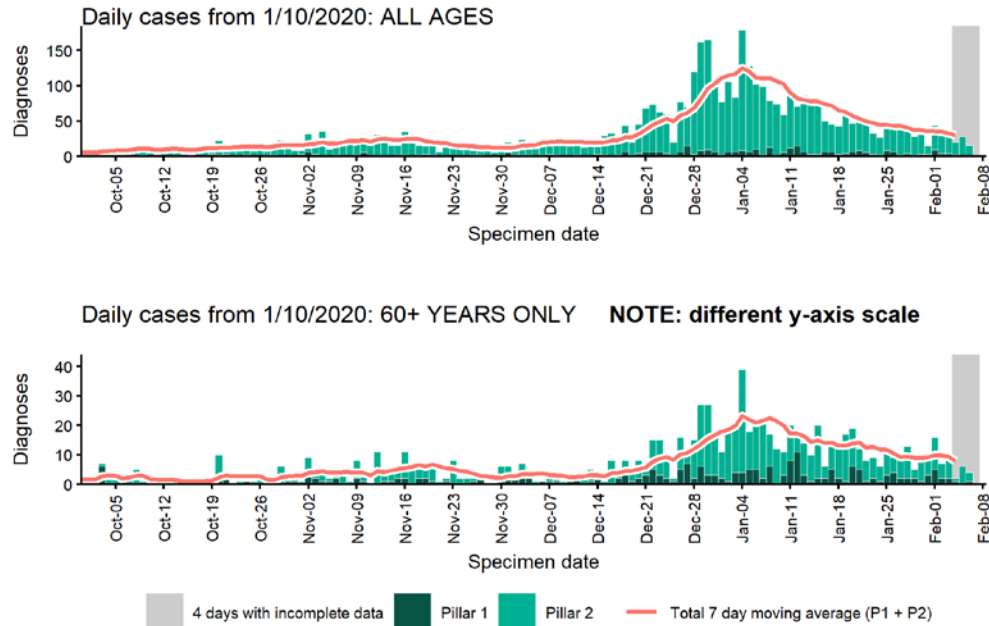 Daily cases from 1/10/2020: ALL AGES
Diagnoses
150
100
50
0
Oct-05
Oct-12
Oct-19
Oct-26
Nov-02
Nov-09
Nov-16
Nov-23
Nov-30
Dec-07
Dec-14
Dec-21
Dec-28
Jan-04
Jan-11
Jan-18
Jan-25
Feb-01
Feb-08
Specimen date
Daily cases from 1/10/2020: 60+ YEARS ONLY NOTE: different y-axis scale
Diagnoses
40
30
20
10
0
Oct-05
Oct-12
Oct-19
Oct-26
Nov-02
Nov-09
Nov-16
Nov-23
Nov-30
Dec-07
Dec-14
Dec-21
Dec-28
Jan-04
Jan-11
Jan-18
Jan-25
Feb-01
Feb-08
Specimen date
4 days with incomplete data Pillar 1 Pillar 2 Total 7 day moving average (P1 + P2)